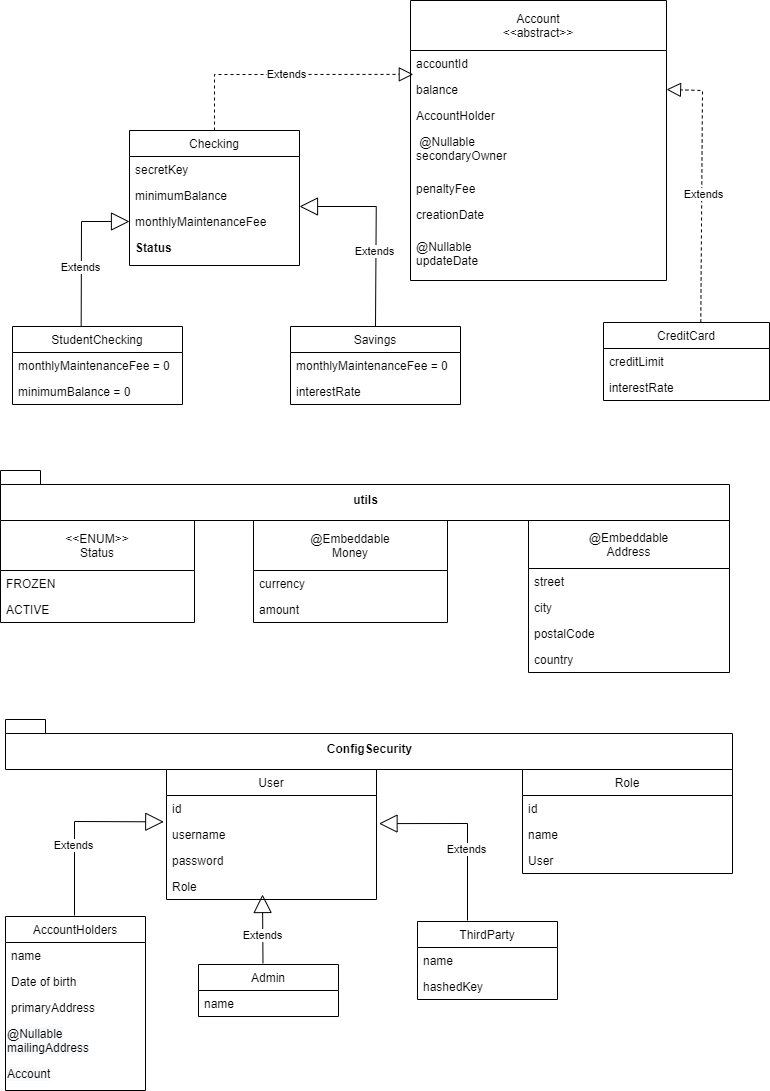 Account
<<abstract>>
accountId
balance
AccountHolder
@Nullable
secondaryOwner
penaltyFee
creationDate
@Nullable
updateDate
Extends
Extends
Checking
secretKey
minimumBalance
monthlyMaintenanceFee
Status
Extends
Extends
StudentChecking
monthlyMaintenanceFee = 0
minimumBalance = 0
Savings
monthlyMaintenanceFee = 0
interestRate
CreditCard
creditLimit
interestRate
utils
<<ENUM>>
Status
FROZEN
ACTIVE
@Embeddable
Money
currency
amount
@Embeddable
Address
street
city
postalCode
country
ConfigSecurity
User
id
username
password
Role
Role
id
name
User
Extends
Extends
Extends
AccountHolders
name
Date of birth
primaryAddress
@Nullable
mailingAddress
Account
Admin
name
ThirdParty
name
hashedKey